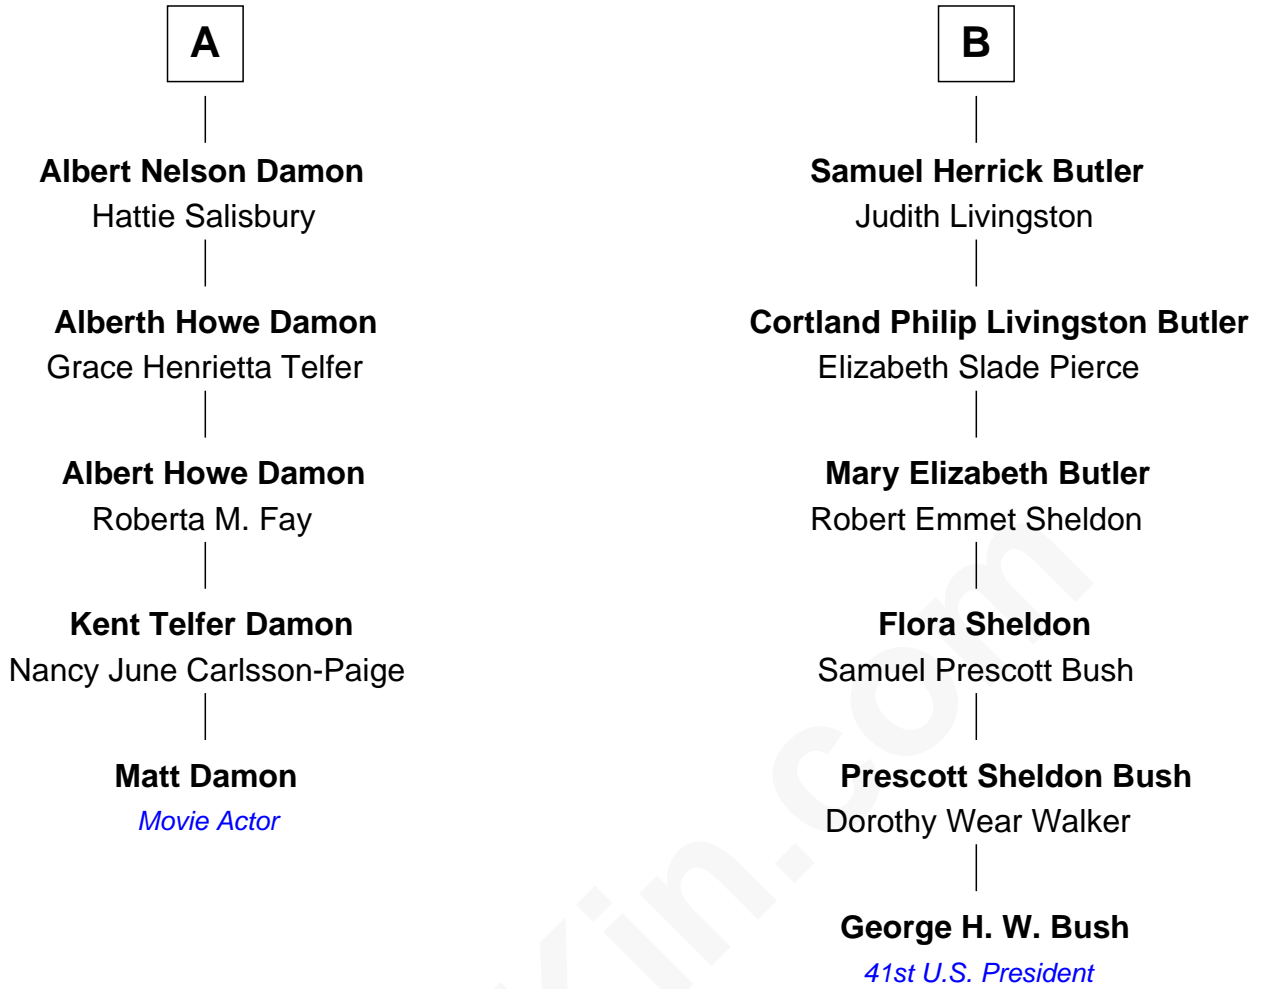 A
Albert Nelson Damon
Hattie Salisbury
Alberth Howe Damon
Grace Henrietta Telfer
Albert Howe Damon
Roberta M. Fay
Kent Telfer Damon
Nancy June Carlsson-Paige
Matt Damon
Movie Actor
B
Samuel Herrick Butler
Judith Livingston
Cortland Philip Livingston Butler
Elizabeth Slade Pierce
Mary Elizabeth Butler
Robert Emmet Sheldon
Flora Sheldon
Samuel Prescott Bush
Prescott Sheldon Bush
Dorothy Wear Walker
George H. W. Bush
41st U.S. President
Kin.com